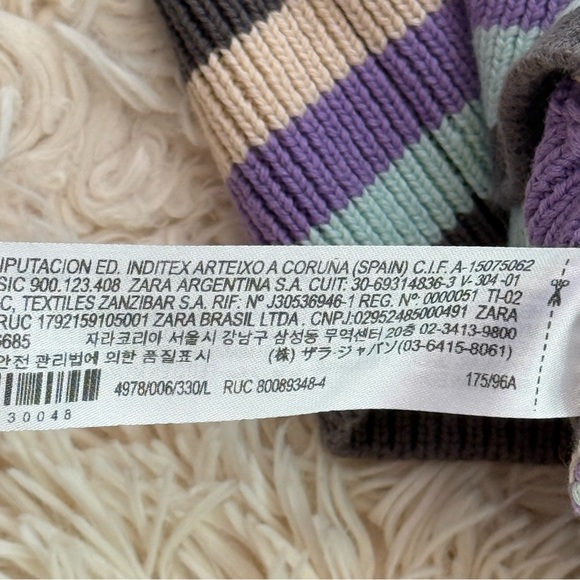 IPUTACION ED. INDITEX ARTEIXO A CORUÑA (SPAIN) C.I.F. A-15075062
SIC 900.123.408 ZARA ARGENTINA S.A. CUIT: 30-69314836-3 V-304-01
C, TEXTILES ZANZIBAR S.A. RIF: Nº J30536946-1 REG. Nº 0000051 TI-02
RUC 1792159105001 ZARA BRASIL LTDA. CNPJ:02952485000491 ZARA
6685 자라코리아 서울시 강남구 삼성동 무역센터 20층 02-3413-9800
안전 관리법에 의한 품질표시 (株) ザラ・ジャパン(03-6415-8061)
4978/006/330/L RUC 80089348-4 175/96A
30048